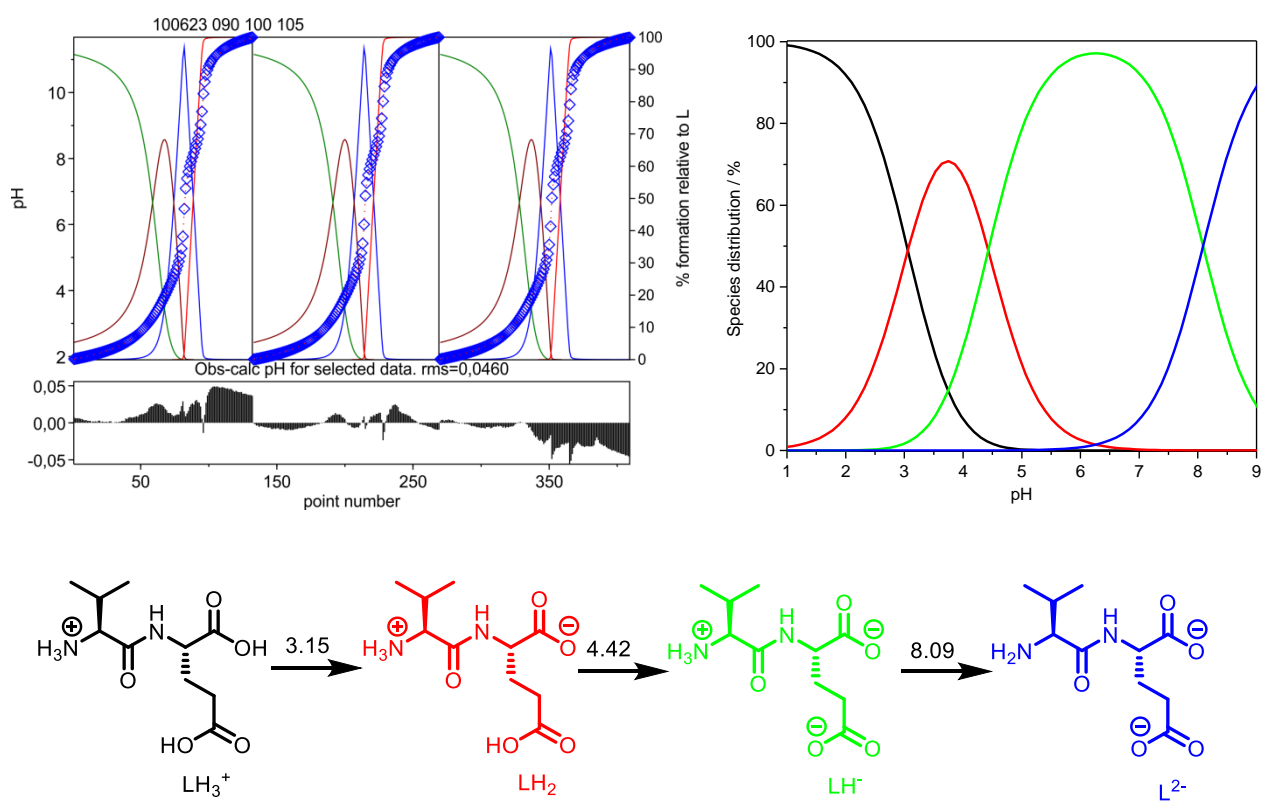 100623 090 100 105
pH
10
8
6
4
2
100
90
80
70
60
50
40
30
20
10
0
% formation relative to L
Obs-calc pH for selected data. rms=0,0460
0,05
0,00
-0,05
50
150
250
350
point number
Species distribution / %
100
80
60
40
20
0
1 2 3 4 5 6 7 8 9
pH
H3N
O
H
N
O
OH
HO
O
LH3+
3.15
H3N
O
H
N
O
O
HO
O
LH2
4.42
H3N
O
H
N
O
O
O
O
LH-
8.09
H2N
O
H
N
O
O
O
O
L2-